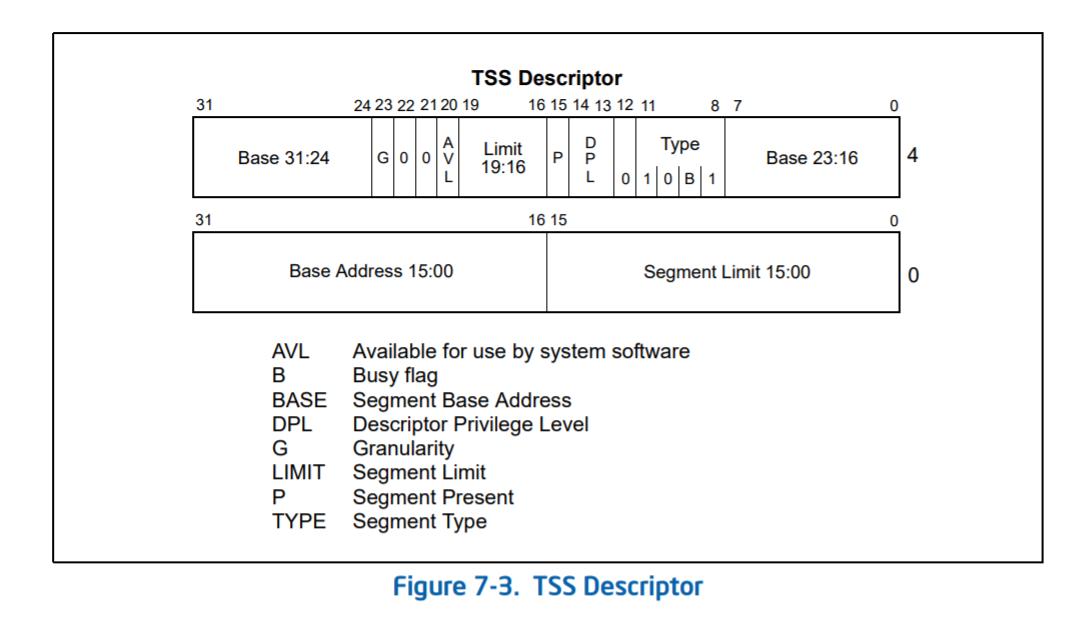 TSS Descriptor
31 24 23 22 21 20 19 16 15 14 13 12 11 8 7 0
Base 31:24 G 0 0 AVL Limit 19:16 P DPL 0 Type 1 0 B 1 Base 23:16 4
31 16 15 0
Base Address 15:00 Segment Limit 15:00 0
AVL Available for use by system software
B Busy flag
BASE Segment Base Address
DPL Descriptor Privilege Level
G Granularity
LIMIT Segment Limit
P Segment Present
TYPE Segment Type
Figure 7-3. TSS Descriptor